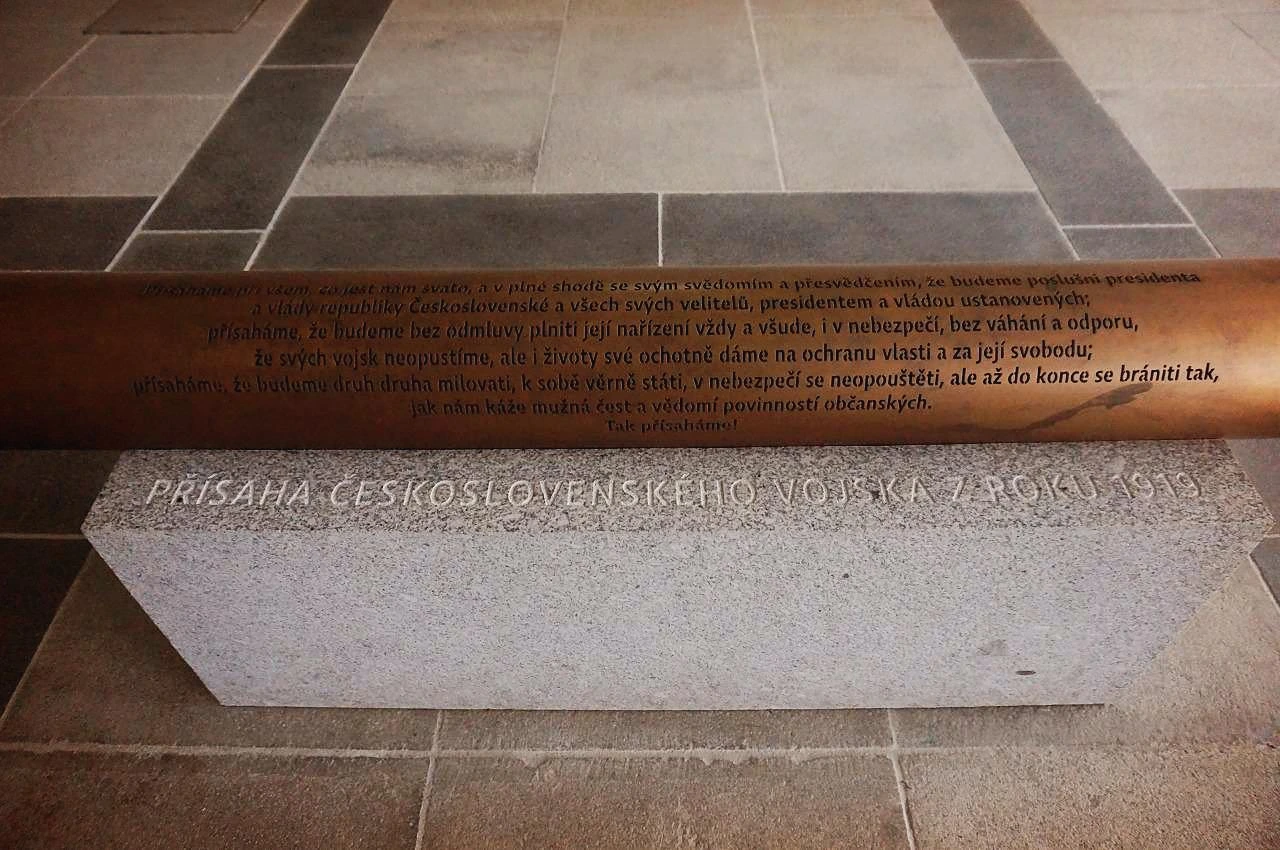 Přísaháme při všem, co jest nám svato, a v plné shodě se svým svědomím a přesvědčením, že budeme poslušni presidenta
a vlády republiky Československé a všech svých velitelů, presidentem a vládou ustanovených;
přísaháme, že budeme bez odmluvy plniti její nařízení vždy a všude, i v nebezpečí, bez váhání a odporu,
že svých vojsk neopustíme, ale i životy své ochotně dáme na ochranu vlasti a za její svobodu;
přísaháme, že budeme druh druha milovati, k sobě věrně státi, v nebezpečí se neopouštěti, ale až do konce se brániti tak,
jak nám káže mužná čest a vědomí povinností občanských.
Tak přísaháme!
PŘÍSAHA ČESKOSLOVENSKÉHO VOJSKA Z ROKU 1919